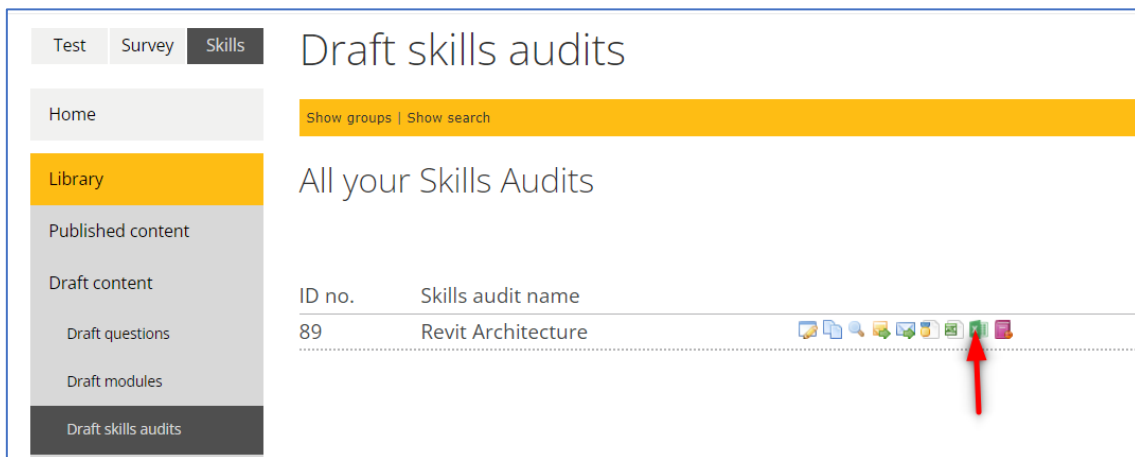 Test Survey Skills
Draft skills audits
Home
Show groups | Show search
Library
All your Skills Audits
Published content
Draft content
ID no. Skills audit name
Draft questions
89 Revit Architecture
Draft modules
Draft skills audits